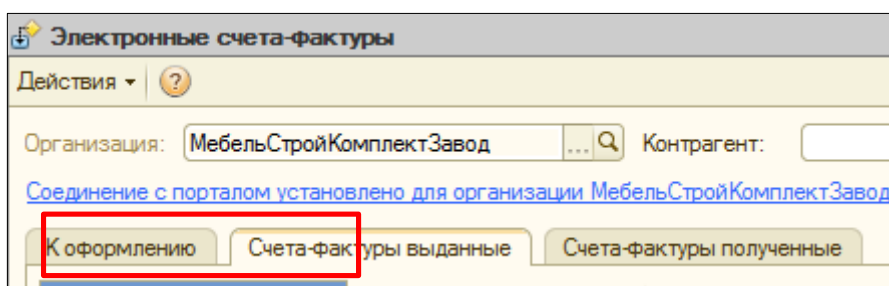 Электронные счета-фактуры
Действия ?
Организация: МебельСтройКомплектЗавод ... Контрагент:
Соединение с порталом установлено для организации МебельСтройКомплектЗавод
К оформлению Счета-фактуры выданные Счета-фактуры полученные